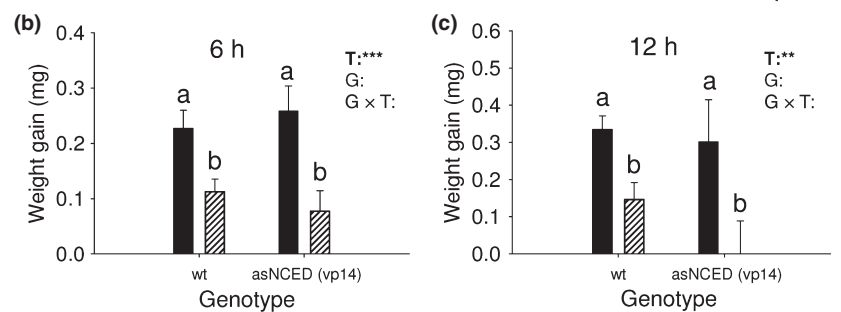 (b)
6 h
T:***
G:
G × T:
Weight gain (mg)
0.4
0.3
0.2
0.1
0.0
a
b
a
b
wt
asNCED (vp14)
Genotype
(c)
12 h
T:**
G:
G × T:
Weight gain (mg)
0.6
0.5
0.4
0.3
0.2
0.1
0.0
a
b
a
b
wt
asNCED (vp14)
Genotype